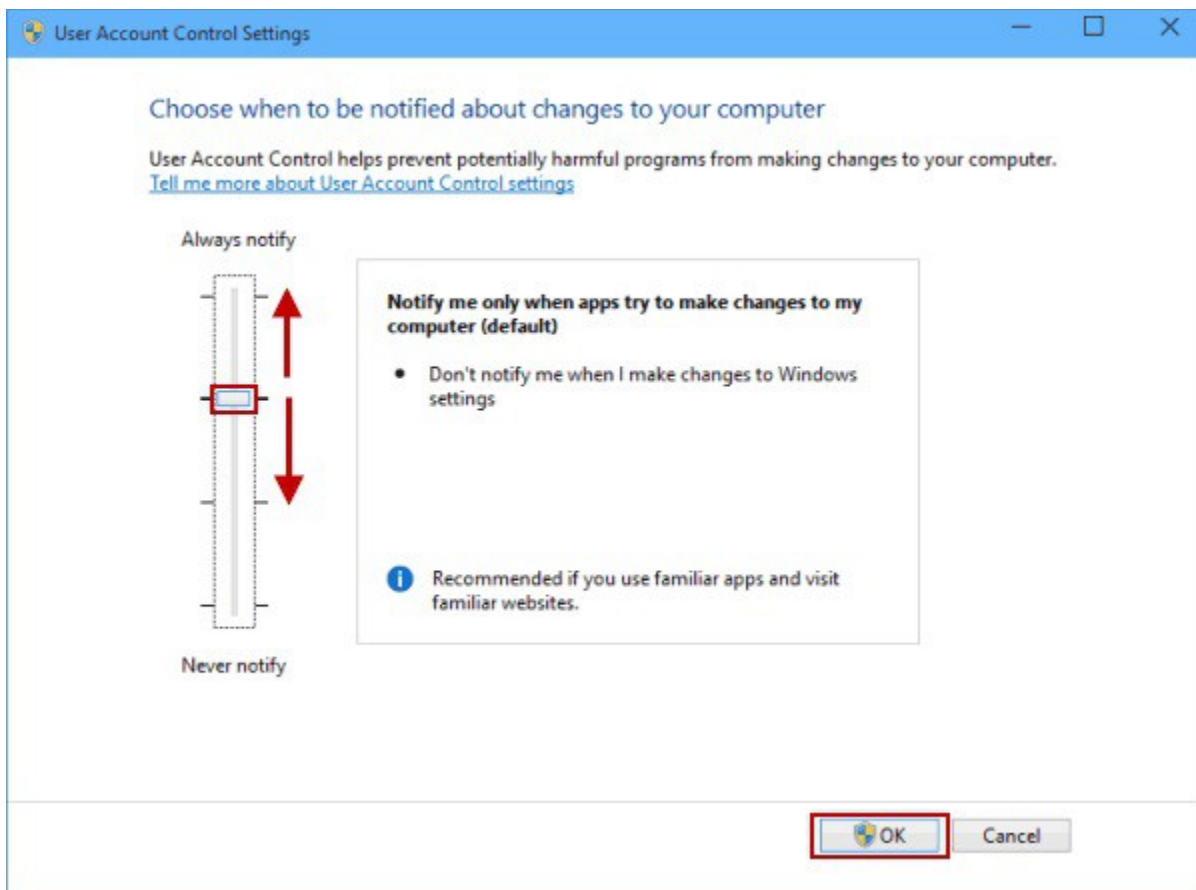 User Account Control Settings
Choose when to be notified about changes to your computer
User Account Control helps prevent potentially harmful programs from making changes to your computer.
Tell me more about User Account Control settings
Always notify
Notify me only when apps try to make changes to my
computer (default)
• Don't notify me when I make changes to Windows
settings
Recommended if you use familiar apps and visit
familiar websites.
Never notify
OK
Cancel